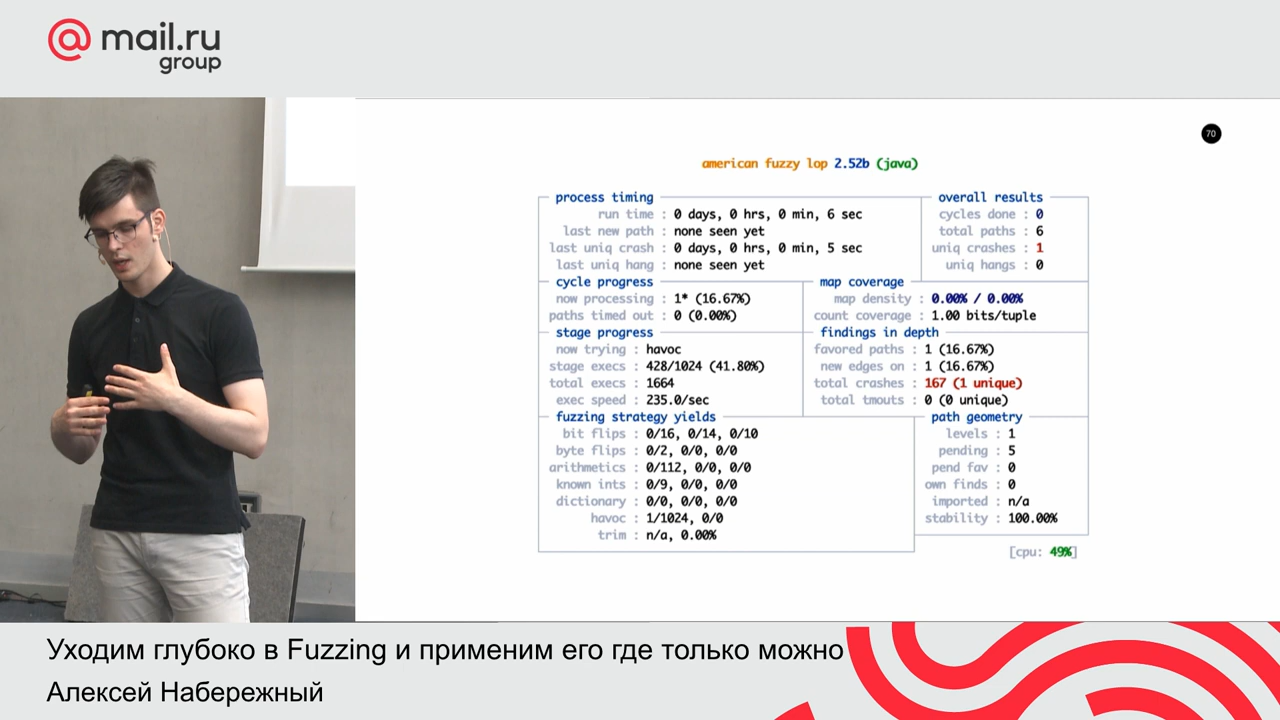 @ mail.ru
group
70
american fuzzy lop 2.52b (java)
process timing
run time : 0 days, 0 hrs, 0 min, 6 sec
last new path : none seen yet
last uniq crash : 0 days, 0 hrs, 0 min, 5 sec
last uniq hang : none seen yet
overall results
cycles done : 0
total paths : 6
uniq crashes : 1
uniq hangs : 0
cycle progress
now processing : 1* (16.67%)
paths timed out : 0 (0.00%)
map coverage
map density : 0.00% / 0.00%
count coverage : 1.00 bits/tuple
stage progress
now trying : havoc
stage execs : 428/1024 (41.80%)
total execs : 1664
exec speed : 235.0/sec
findings in depth
favored paths : 1 (16.67%)
new edges on : 1 (16.67%)
total crashes : 167 (1 unique)
total tmouts : 0 (0 unique)
fuzzing strategy yields
bit flips : 0/16, 0/14, 0/10
byte flips : 0/2, 0/0, 0/0
arithmetics : 0/112, 0/0, 0/0
known ints : 0/9, 0/0, 0/0
dictionary : 0/0, 0/0, 0/0
havoc : 1/1024, 0/0
trim : n/a, 0.00%
path geometry
levels : 1
pending : 5
pend fav : 0
own finds : 0
imported : n/a
stability : 100.00%
[cpu: 49%]
Уходим глубоко в Fuzzing и применим его где только можно
Алексей Набережный